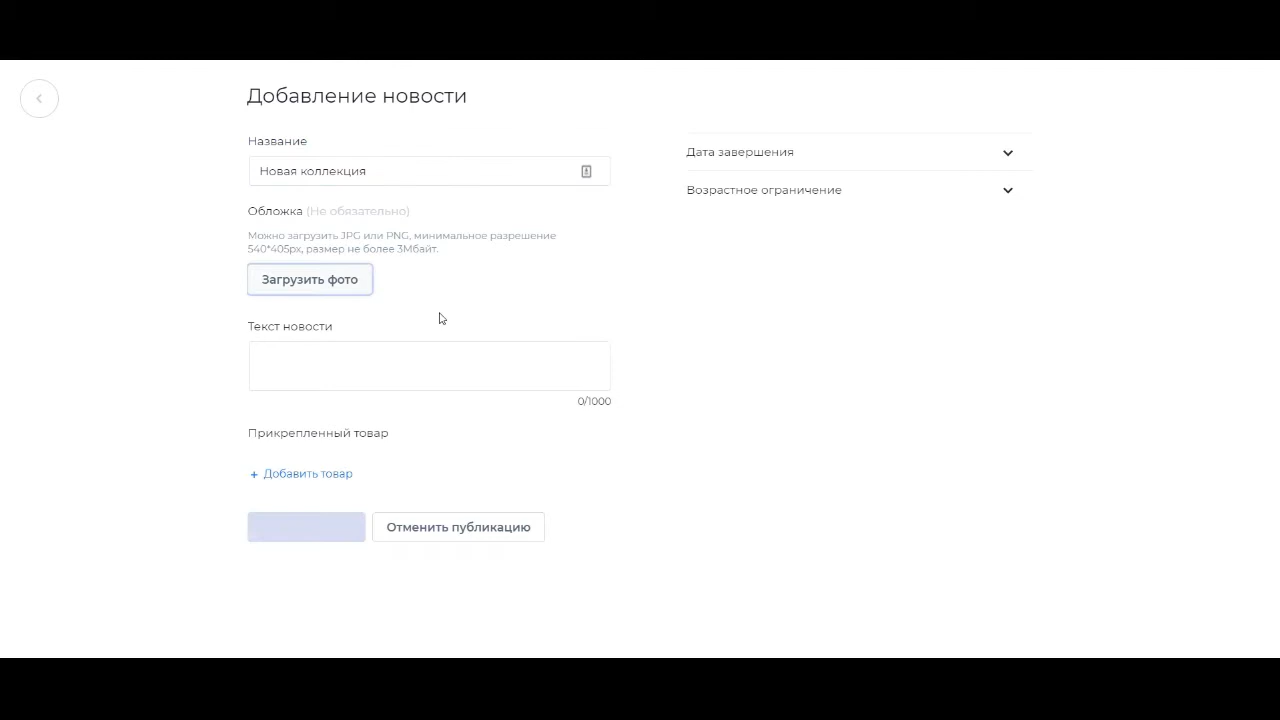 Добавление новости
Название
Новая коллекция
Обложка (Не обязательно)
Можно загрузить JPG или PNG, минимальное разрешение
540*405px, размер не более 3Мбайт.
Загрузить фото
Текст новости
0/1000
Прикрепленный товар
+ Добавить товар
Отменить публикацию
Дата завершения
Возрастное ограничение